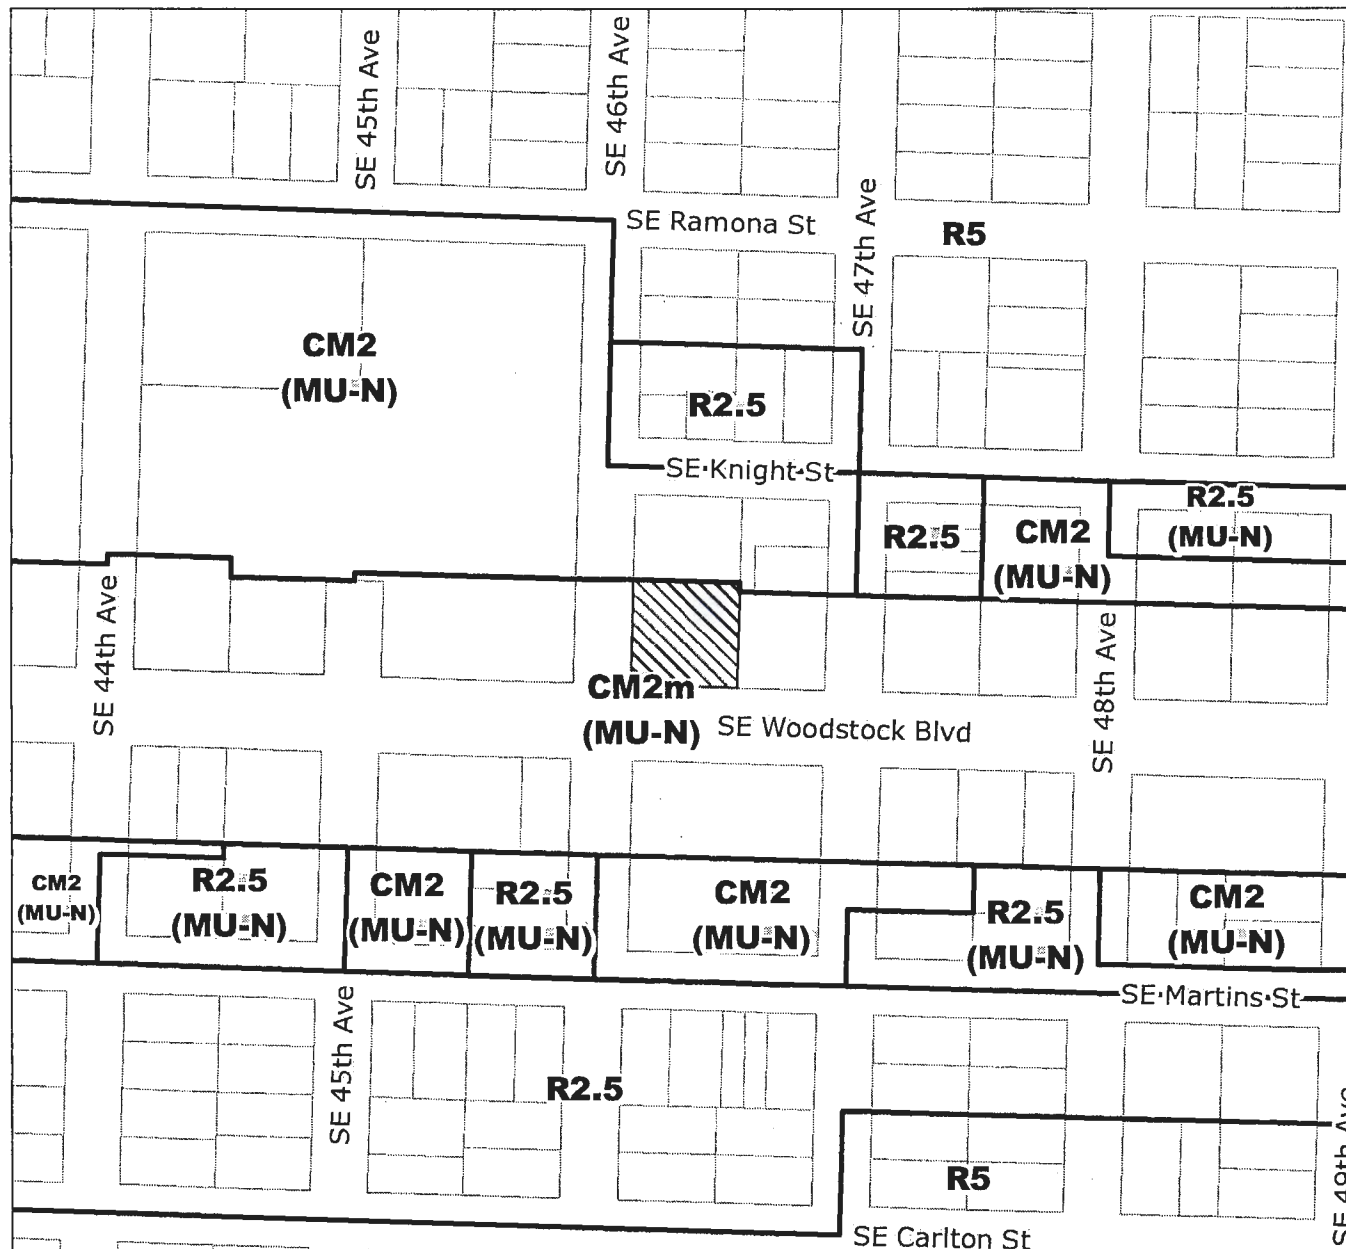 SE 45th Ave
SE 46th Ave
SE Ramona St
SE 47th Ave
R5
CM2
(MU-N)
R2.5
SE Knight St
R2.5
CM2
(MU-N)
R2.5
(MU-N)
SE 44th Ave
CM2m
(MU-N)
SE Woodstock Blvd
SE 48th Ave
CM2
(MU-N)
R2.5
(MU-N)
CM2
(MU-N)
R2.5
(MU-N)
CM2
(MU-N)
R2.5
(MU-N)
CM2
(MU-N)
SE Martins St
SE 45th Ave
R2.5
SE 49th Ave
R5
SE Carlton St